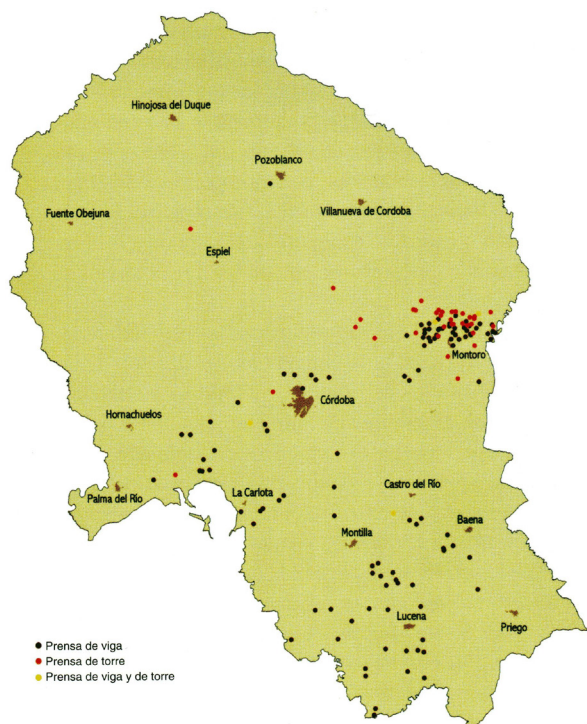 Hinojosa del Duque
Pozoblanco
Fuente Obejuna
Villanueva de Cordoba
Espiel
Montoro
Córdoba
Hornachuelos
Palma del Río
La Carlota
Castro del Río
Baena
Montilla
Lucena
Priego
Prensa de viga
Prensa de torre
Prensa de viga y de torre